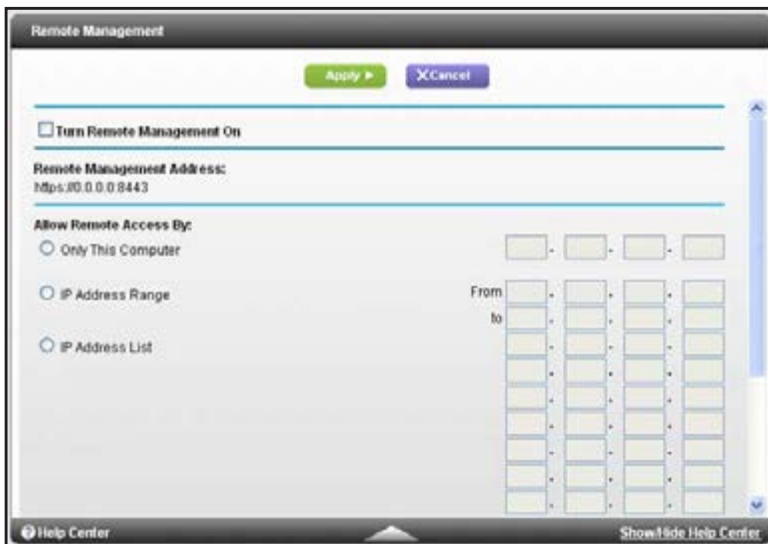 Remote Management
Apply ▶
X Cancel
Turn Remote Management On
Remote Management Address:
https://0.0.0.0:8443
Allow Remote Access By:
Only This Computer
. . .
IP Address Range
From . . .
to . . .
IP Address List
. . .
. . .
. . .
. . .
. . .
. . .
. . .
Help Center
Show/Hide Help Center